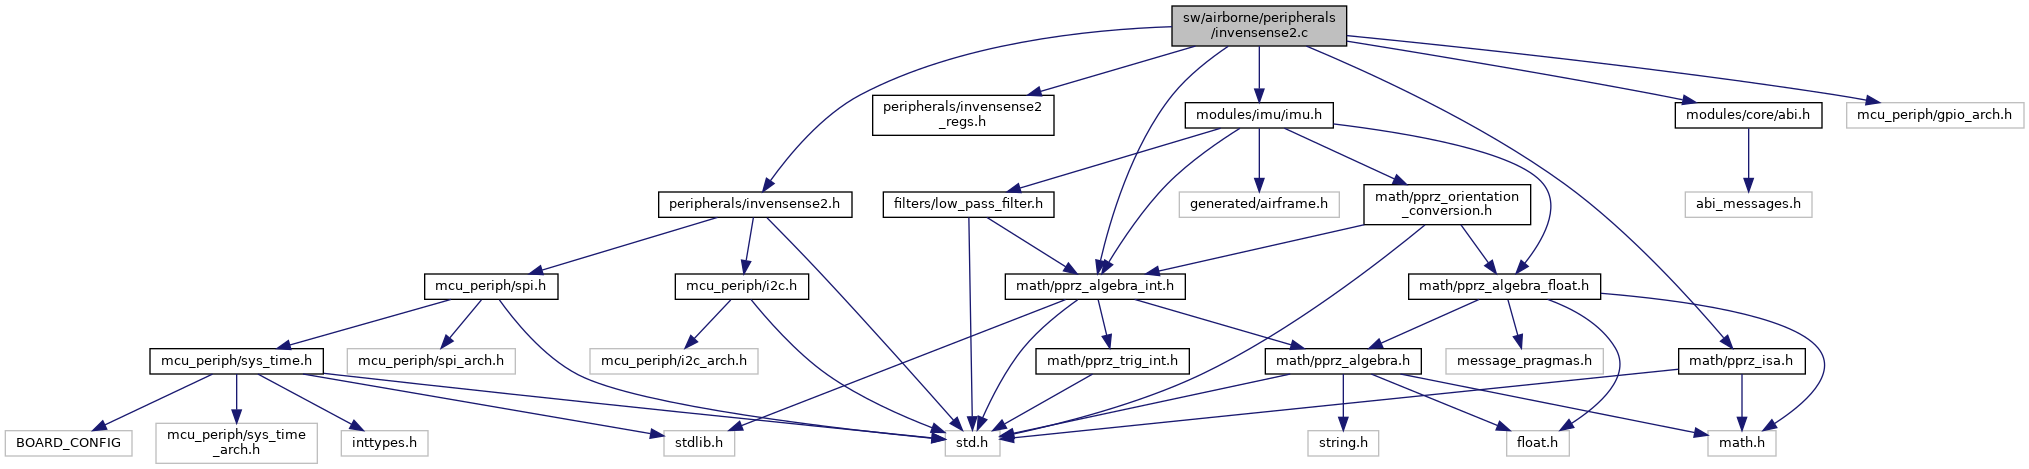 sw/airborne/peripherals
/invensense2.c
peripherals/invensense2
_regs.h
modules/imu/imu.h
modules/core/abi.h
mcu_periph/gpio_arch.h
peripherals/invensense2.h
filters/low_pass_filter.h
generated/airframe.h
math/pprz_orientation
_conversion.h
abi_messages.h
mcu_periph/spi.h
mcu_periph/i2c.h
math/pprz_algebra_int.h
math/pprz_algebra_float.h
mcu_periph/sys_time.h
mcu_periph/spi_arch.h
mcu_periph/i2c_arch.h
math/pprz_trig_int.h
math/pprz_algebra.h
message_pragmas.h
math/pprz_isa.h
BOARD_CONFIG
mcu_periph/sys_time
_arch.h
inttypes.h
stdlib.h
std.h
string.h
float.h
math.h